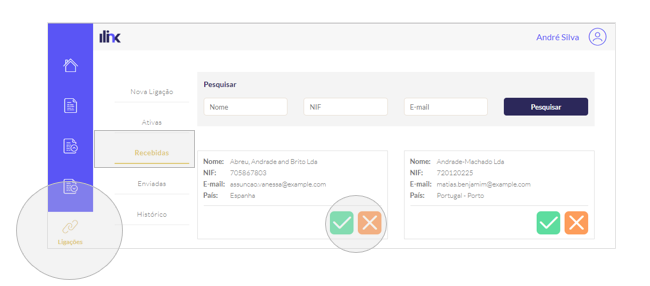 ilink
André Silva
Nova Ligação
Ativas
Recebidas
Enviadas
Histórico
Ligações
Pesquisar
Nome
NIF
E-mail
Pesquisar
Nome: Abreu, Andrade and Brito Lda
NIF: 705667803
E-mail: assuncao.vanessa@example.com
País: Espanha
Nome: Andrade-Machado Lda
NIF: 720120225
E-mail: matias.benjamim@example.com
País: Portugal - Porto